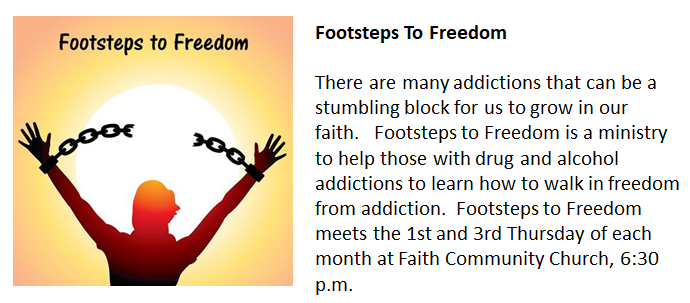 Footsteps to Freedom
Footsteps To Freedom
There are many addictions that can be a
stumbling block for us to grow in our
faith.   Footsteps to Freedom is a ministry
to help those with drug and alcohol
addictions to learn how to walk in freedom
from addiction.  Footsteps to Freedom
meets the 1st and 3rd Thursday of each
month at Faith Community Church, 6:30
p.m.